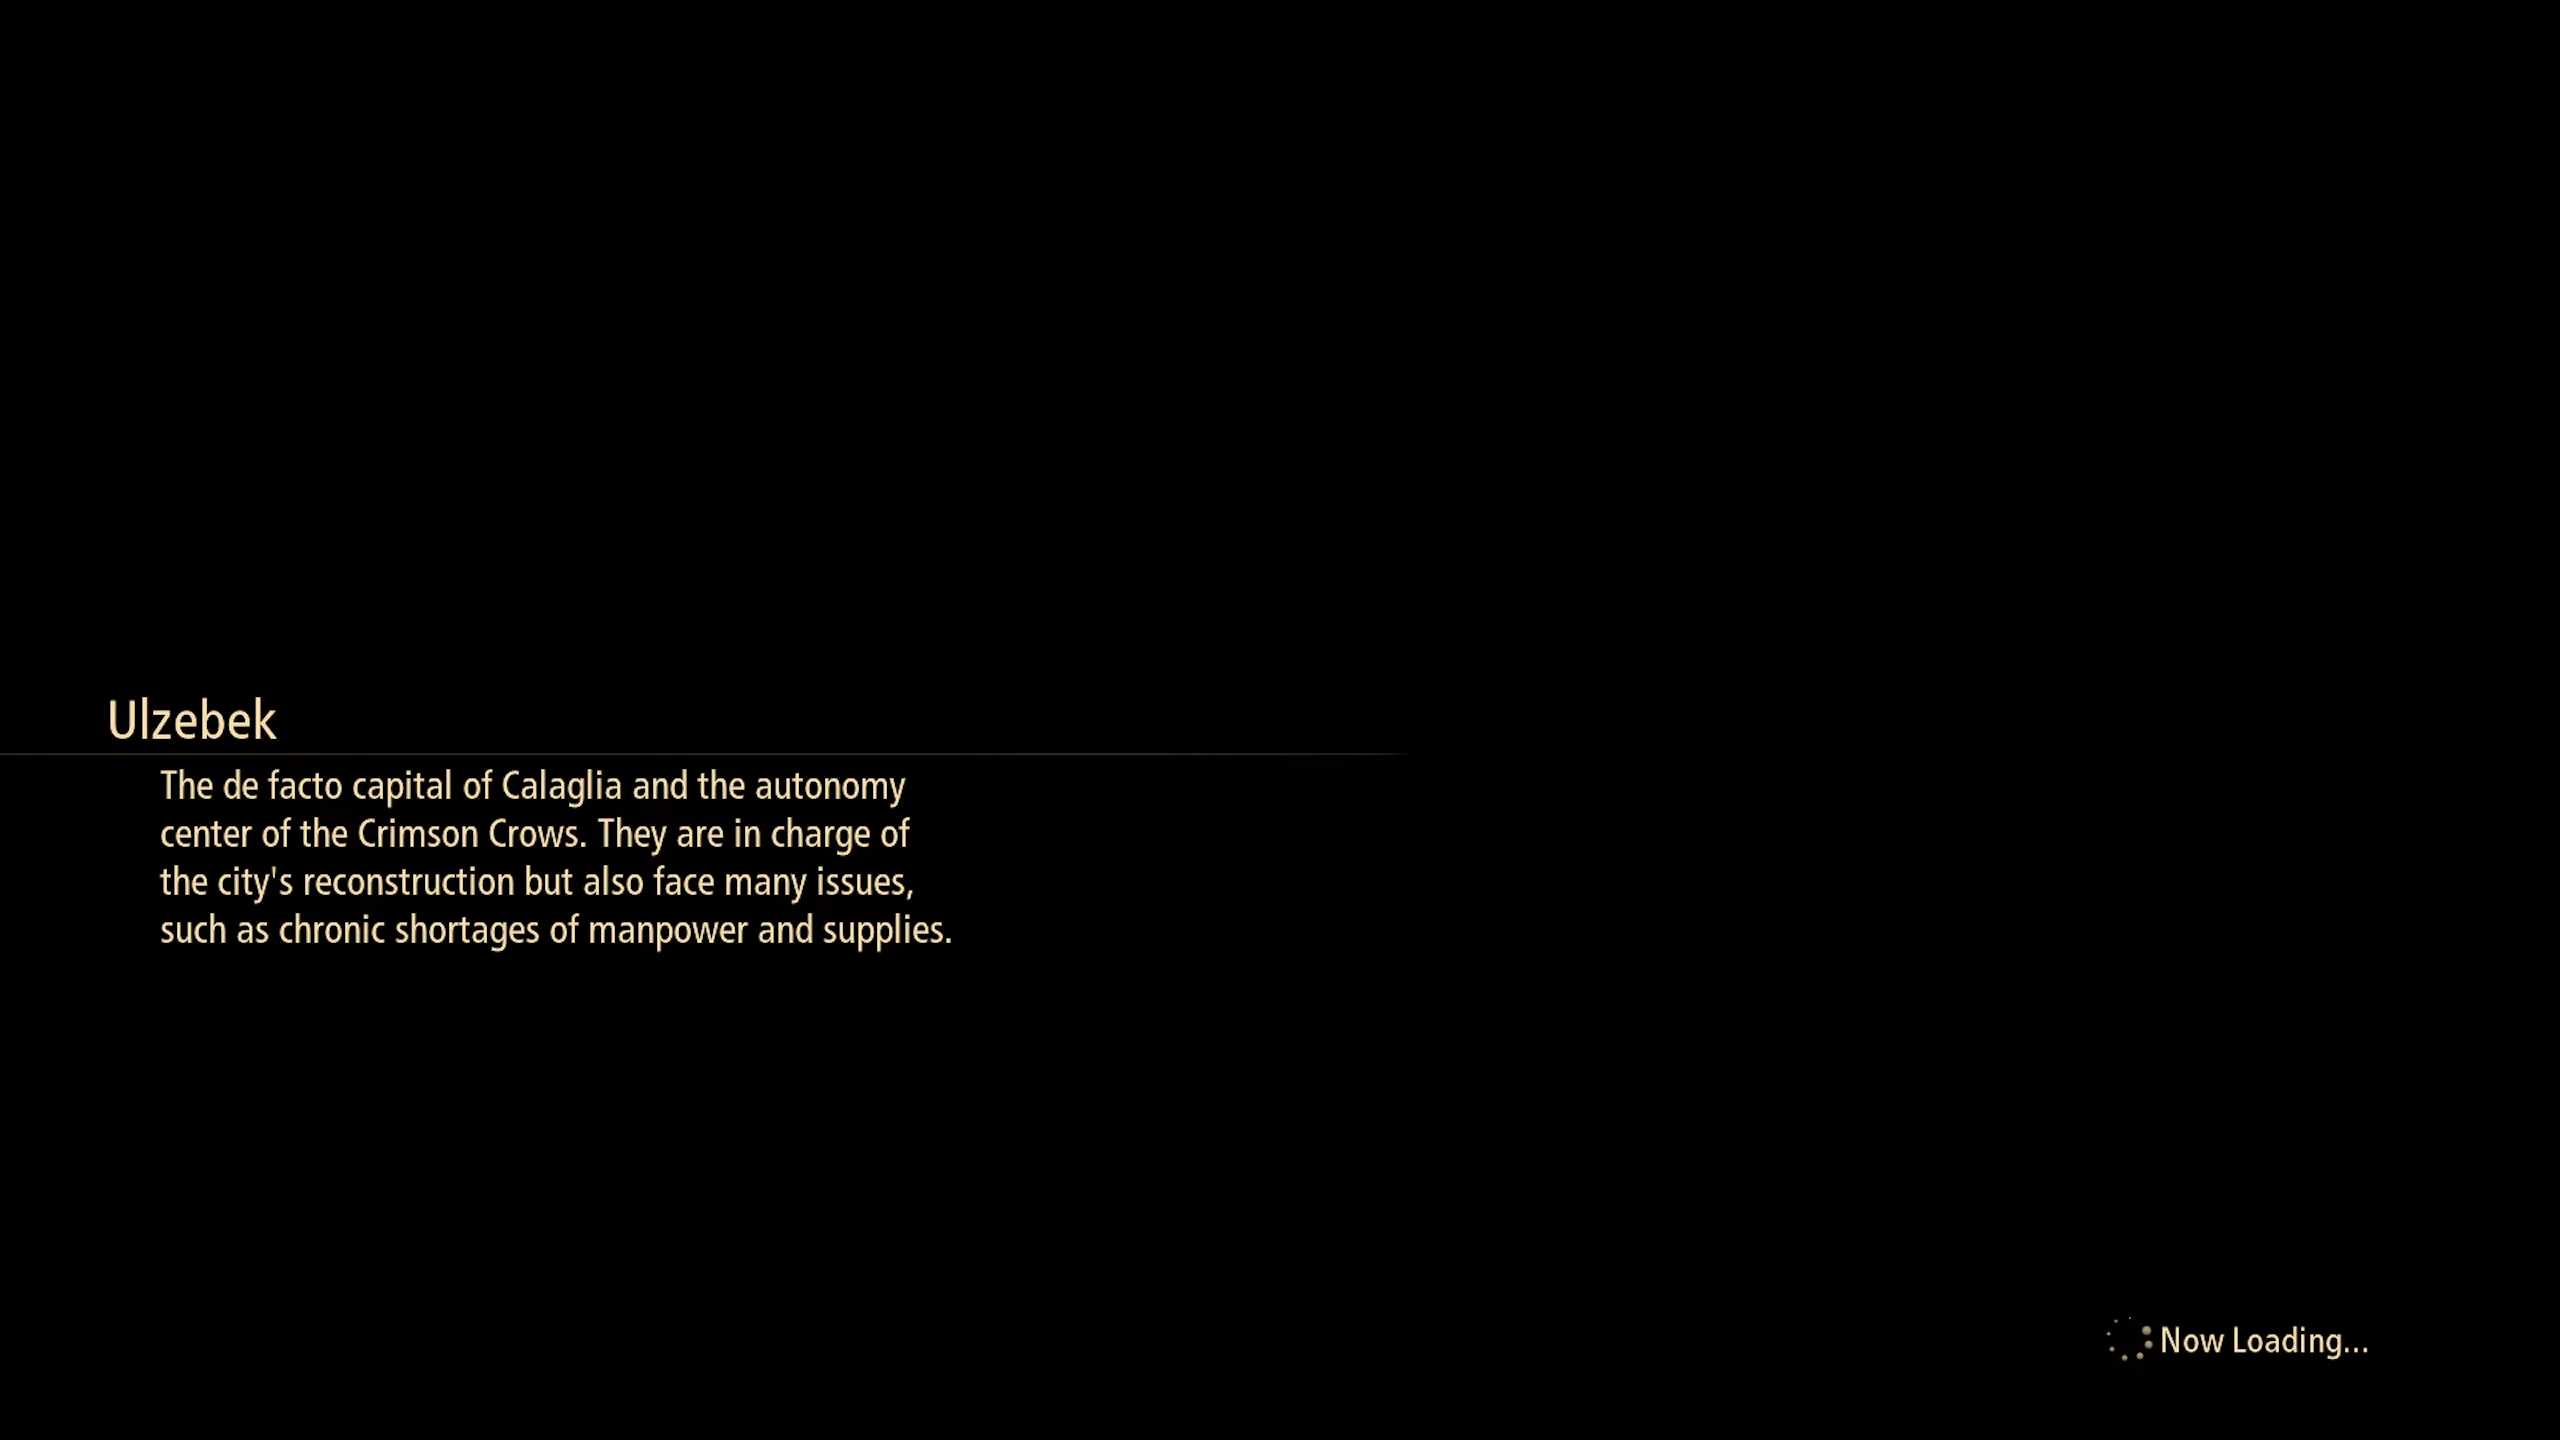 Ulzebek
The de facto capital of Calaglia and the autonomy
center of the Crimson Crows. They are in charge of
the city's reconstruction but also face many issues,
such as chronic shortages of manpower and supplies.
Now Loading...